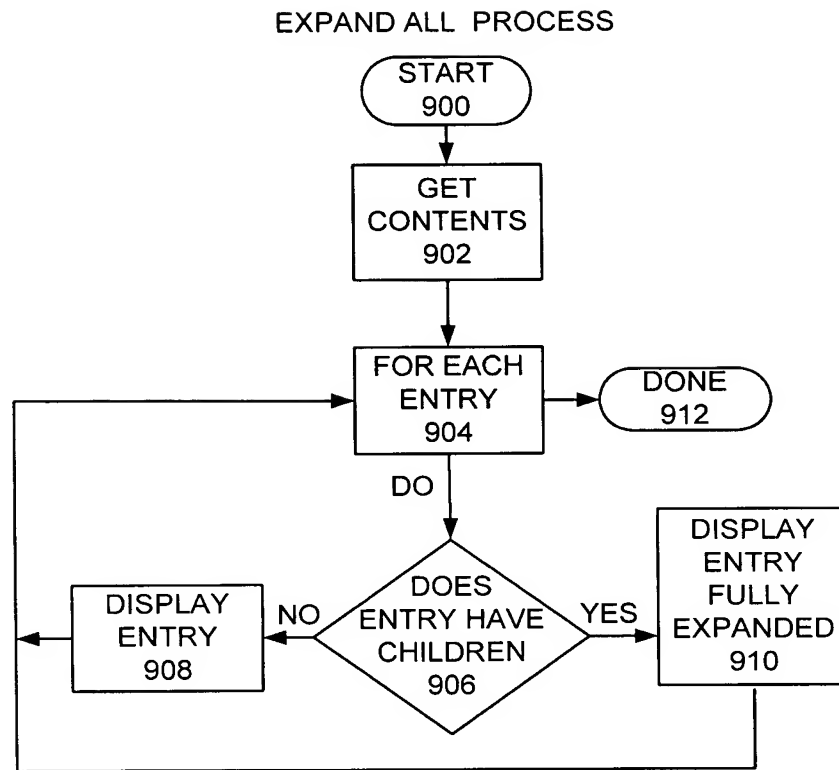 EXPAND ALL PROCESS
START
900
GET
CONTENTS
902
FOR EACH
ENTRY
904
DONE
912
DO
DOES
ENTRY HAVE
CHILDREN
906
NO
YES
DISPLAY
ENTRY
908
DISPLAY
ENTRY
FULLY
EXPANDED
910